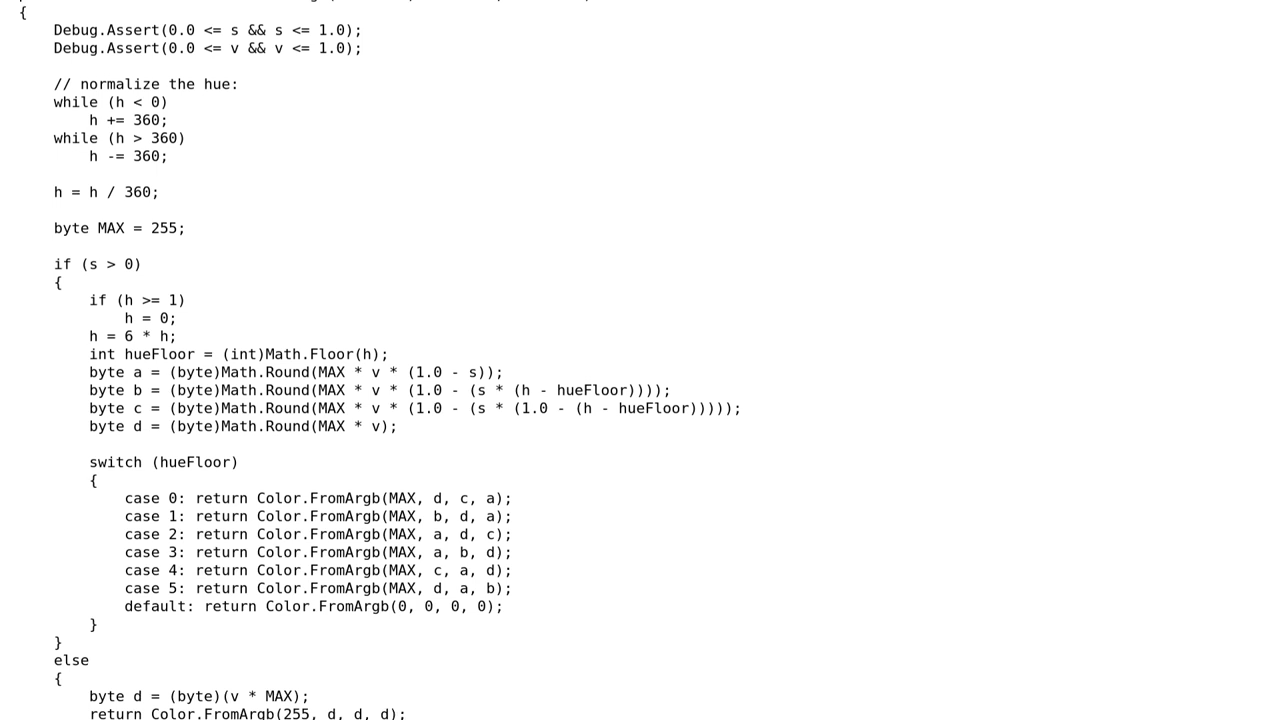 {
    Debug.Assert(0.0 <= s && s <= 1.0);
    Debug.Assert(0.0 <= v && v <= 1.0);

    // normalize the hue:
    while (h < 0)
        h += 360;
    while (h > 360)
        h -= 360;

    h = h / 360;

    byte MAX = 255;

    if (s > 0)
    {
        if (h >= 1)
            h = 0;
        h = 6 * h;
        int hueFloor = (int)Math.Floor(h);
        byte a = (byte)Math.Round(MAX * v * (1.0 - s));
        byte b = (byte)Math.Round(MAX * v * (1.0 - (s * (h - hueFloor))));
        byte c = (byte)Math.Round(MAX * v * (1.0 - (s * (1.0 - (h - hueFloor)))));
        byte d = (byte)Math.Round(MAX * v);

        switch (hueFloor)
        {
            case 0: return Color.FromArgb(MAX, d, c, a);
            case 1: return Color.FromArgb(MAX, b, d, a);
            case 2: return Color.FromArgb(MAX, a, d, c);
            case 3: return Color.FromArgb(MAX, a, b, d);
            case 4: return Color.FromArgb(MAX, c, a, d);
            case 5: return Color.FromArgb(MAX, d, a, b);
            default: return Color.FromArgb(0, 0, 0, 0);
        }
    }
    else
    {
        byte d = (byte)(v * MAX);
        return Color.FromArgb(255, d, d, d);